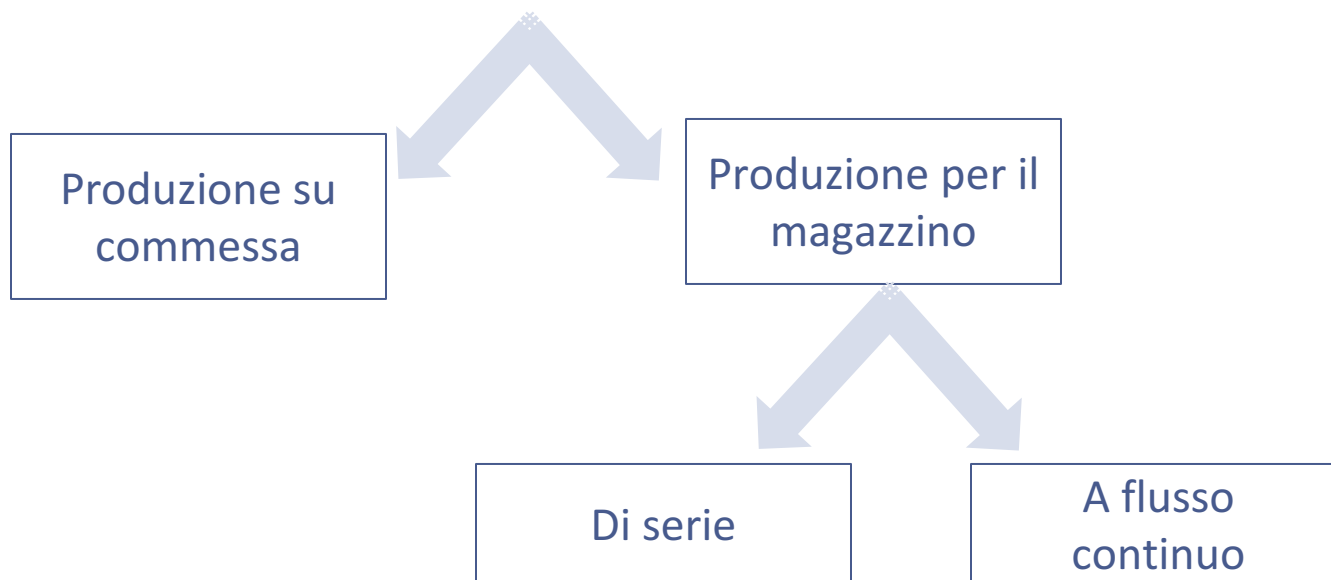 Produzione su
commessa
Produzione per il
magazzino
Di serie
A flusso
continuo